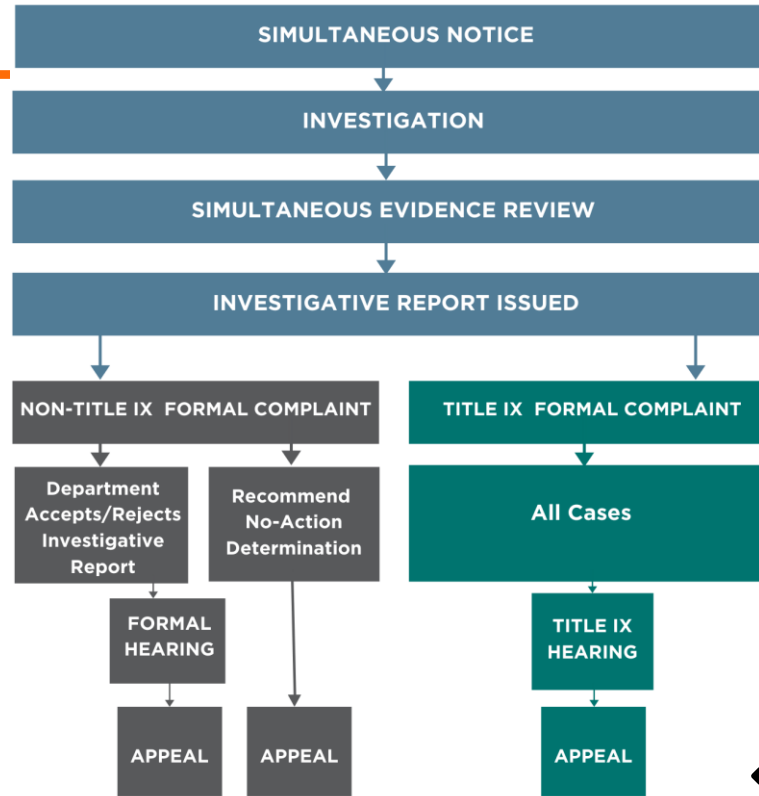 SIMULTANEOUS NOTICE
INVESTIGATION
SIMULTANEOUS EVIDENCE REVIEW
INVESTIGATIVE REPORT ISSUED
NON-TITLE IX FORMAL COMPLAINT
TITLE IX FORMAL COMPLAINT
Department
Accepts/Rejects
Investigative
Report
Recommend
No-Action
Determination
All Cases
FORMAL
HEARING
TITLE IX
HEARING
APPEAL
APPEAL
APPEAL